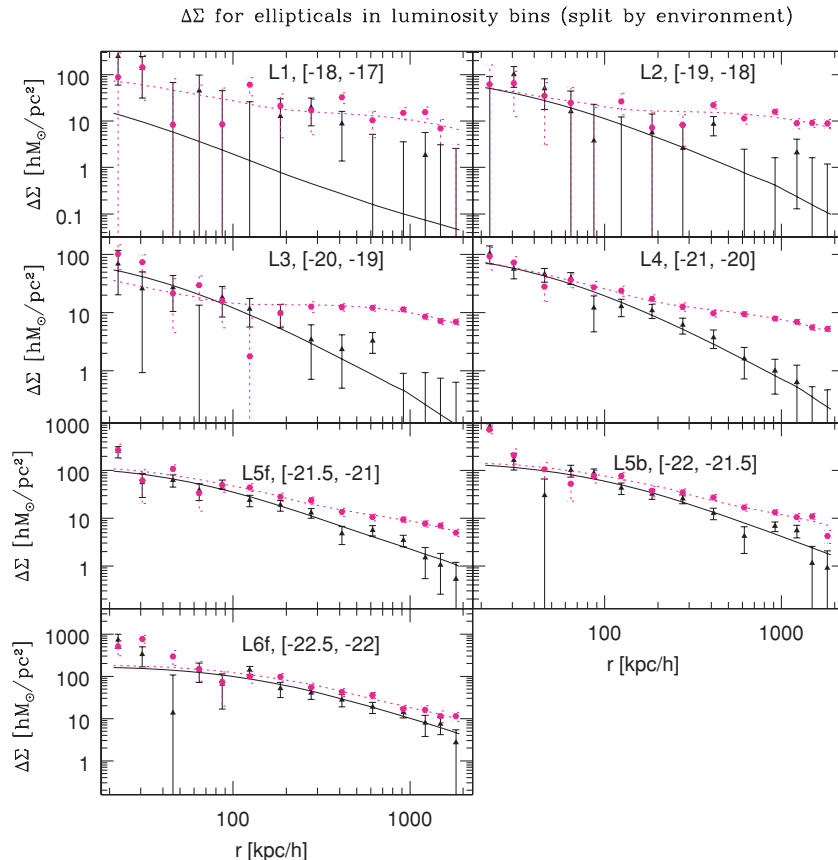 ΔΣ for ellipticals in luminosity bins (split by environment)
L1, [-18, -17]
L2, [-19, -18]
100
10
1
0.1
ΔΣ [hM☉/pc²]
L3, [-20, -19]
L4, [-21, -20]
100
10
1
ΔΣ [hM☉/pc²]
L5f, [-21.5, -21]
L5b, [-22, -21.5]
1000
100
10
1
ΔΣ [hM☉/pc²]
100
1000
r [kpc/h]
L6f, [-22.5, -22]
1000
100
10
1
ΔΣ [hM☉/pc²]
100
1000
r [kpc/h]